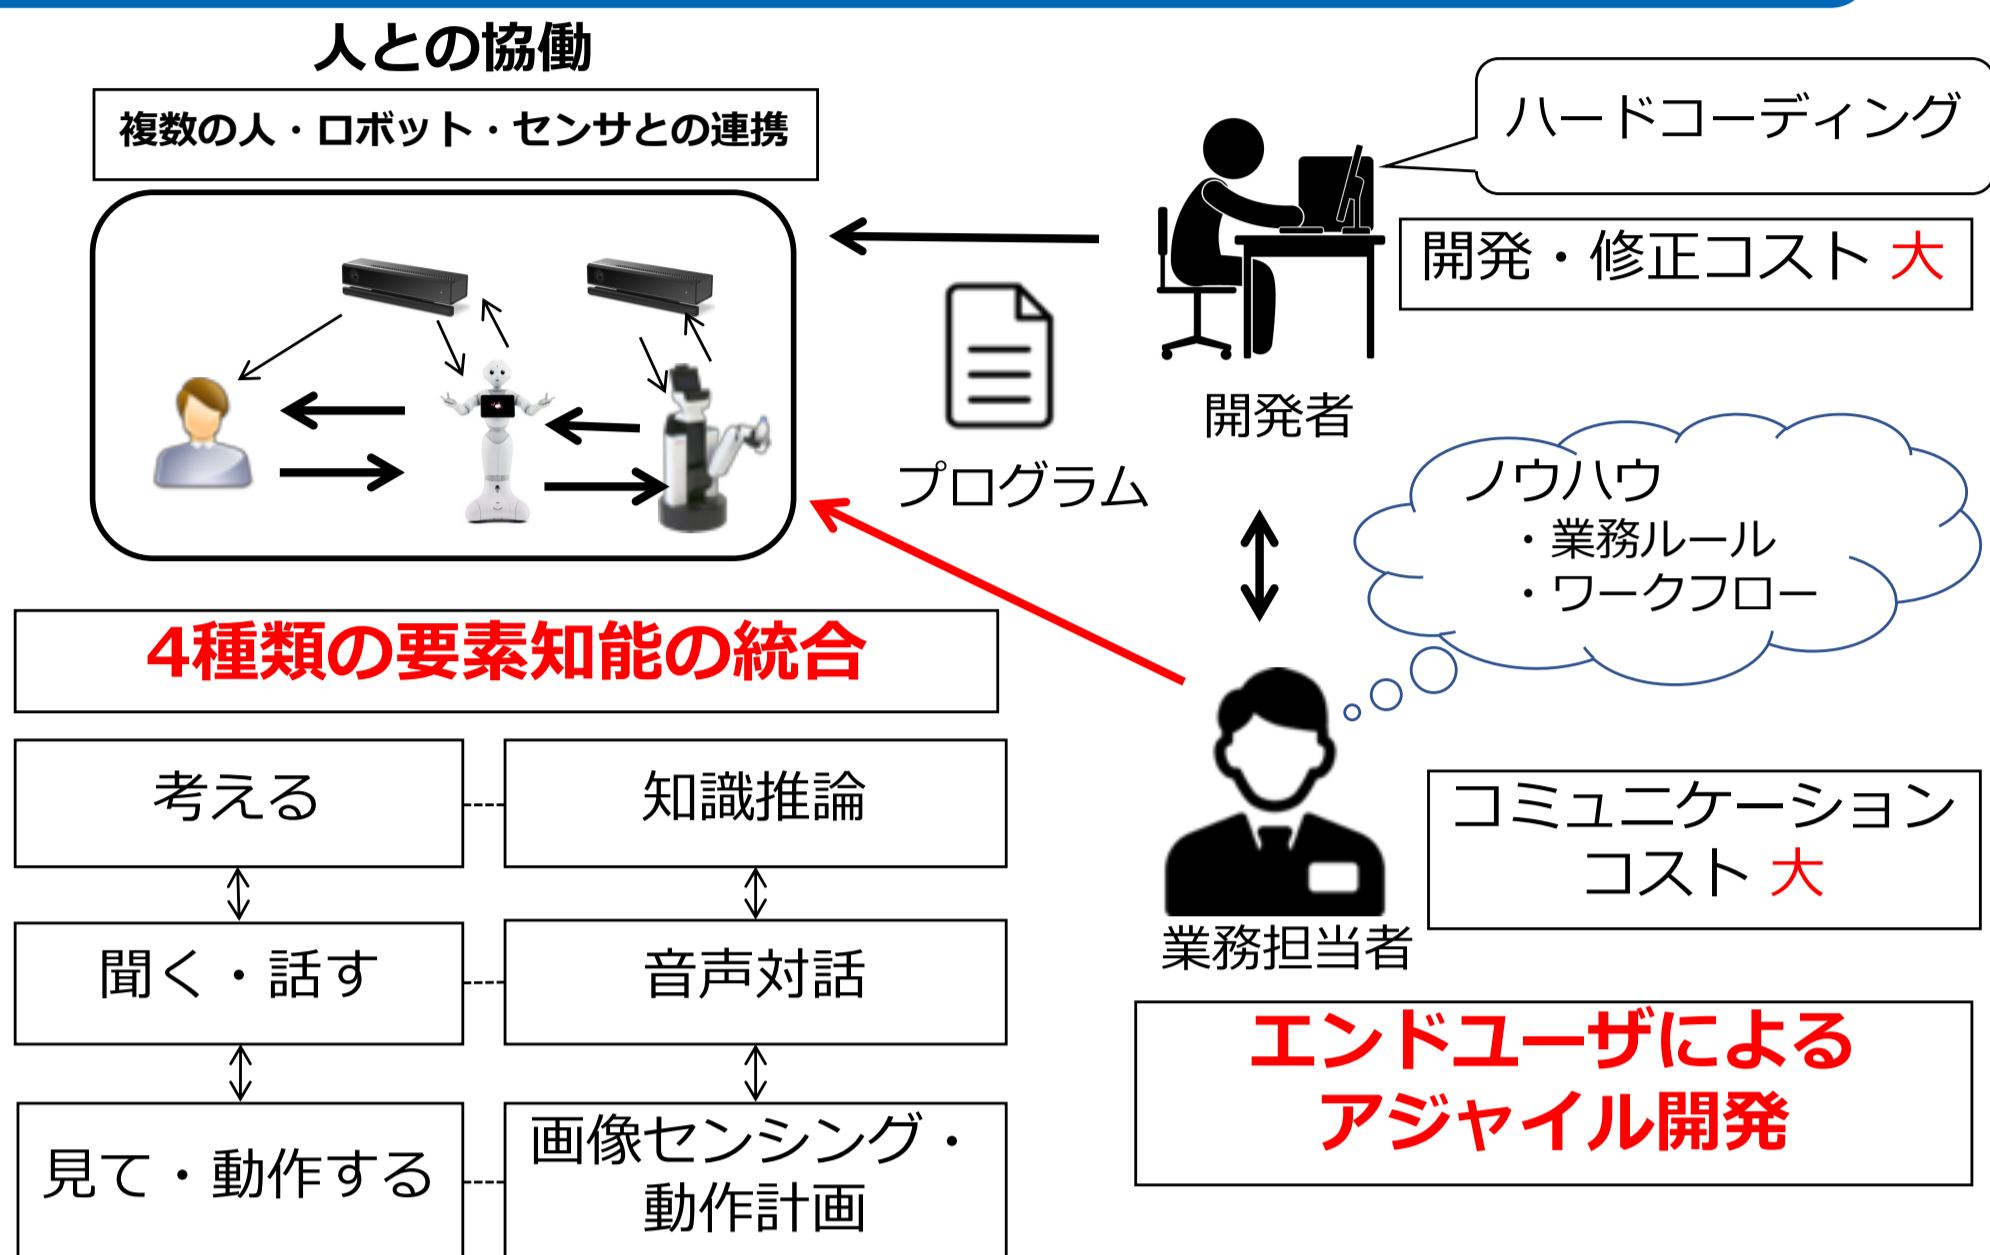 人との協働
複数の人・ロボット・センサとの連携
ハードコーディング
開発・修正コスト 大
開発者
プログラム
ノウハウ
・業務ルール
・ワークフロー
4種類の要素知能の統合
考える
知識推論
聞く・話す
音声対話
見て・動作する
画像センシング・
動作計画
コミュニケーション
コスト 大
業務担当者
エンドユーザによる
アジャイル開発